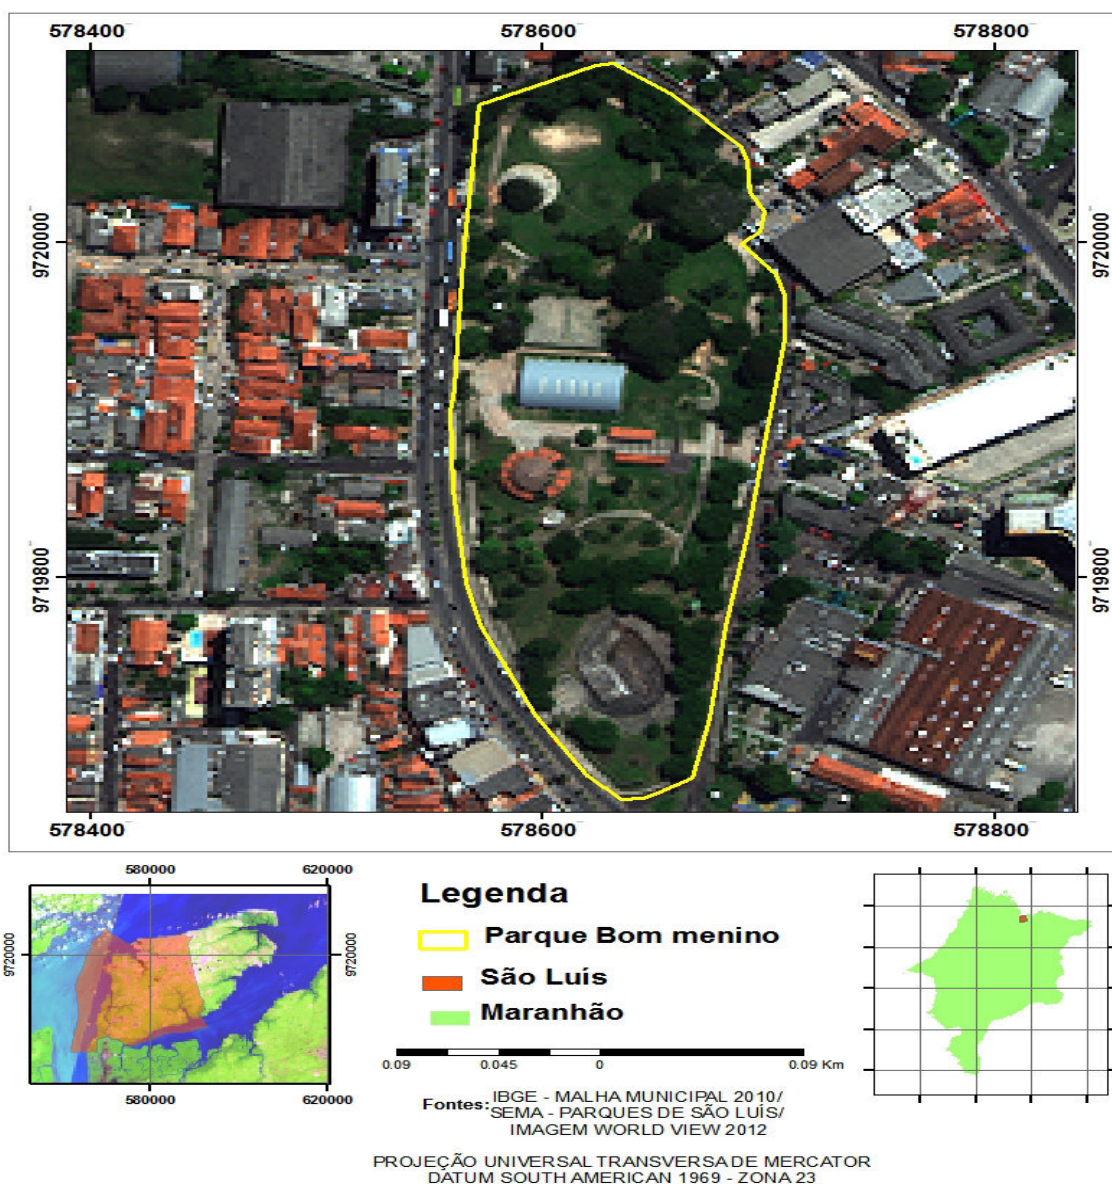 578400 578600 578800
9720000 9720000
9719800 9719800
578400 578600 578800
580000 620000
9720000 9720000
580000 620000
Legenda
Parque Bom menino
São Luís
Maranhão
0.09 0.045 0 0.09 Km
Fontes: IBGE - MALHA MUNICIPAL 2010/
SEMA - PARQUES DE SÃO LUÍS/
IMAGEM WORLD VIEW 2012
PROJEÇÃO UNIVERSAL TRANSVERSA DE MERCATOR
DATUM SOUTH AMERICAN 1969 - ZONA 23